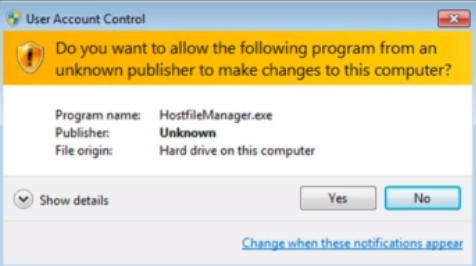 User Account Control
Do you want to allow the following program from an
unknown publisher to make changes to this computer?
Program name: HostfileManager.exe
Publisher: Unknown
File origin: Hard drive on this computer
Show details
Yes
No
Change when these notifications appear